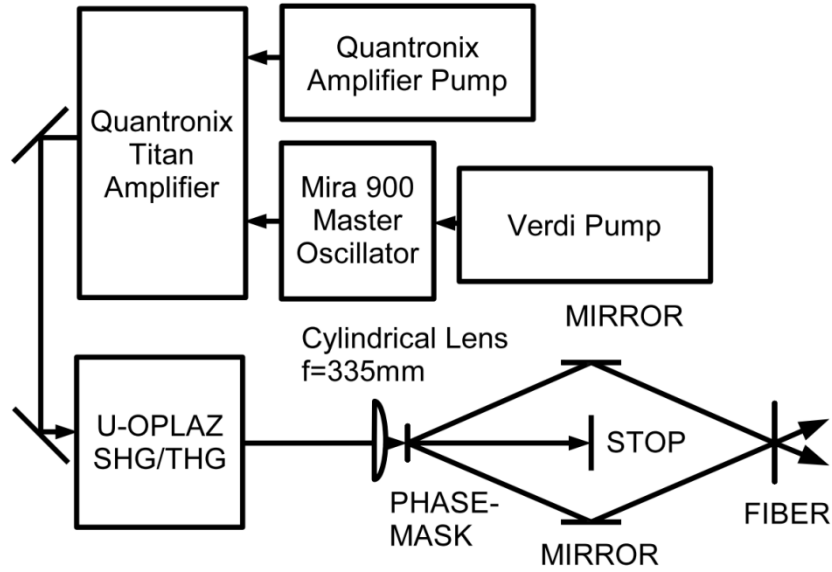 Quantronix
Amplifier Pump
Quantronix
Titan
Amplifier
Mira 900
Master
Oscillator
Verdi Pump
MIRROR
Cylindrical Lens
f=335mm
U-OPLAZ
SHG/THG
STOP
PHASE-
MASK
MIRROR
FIBER